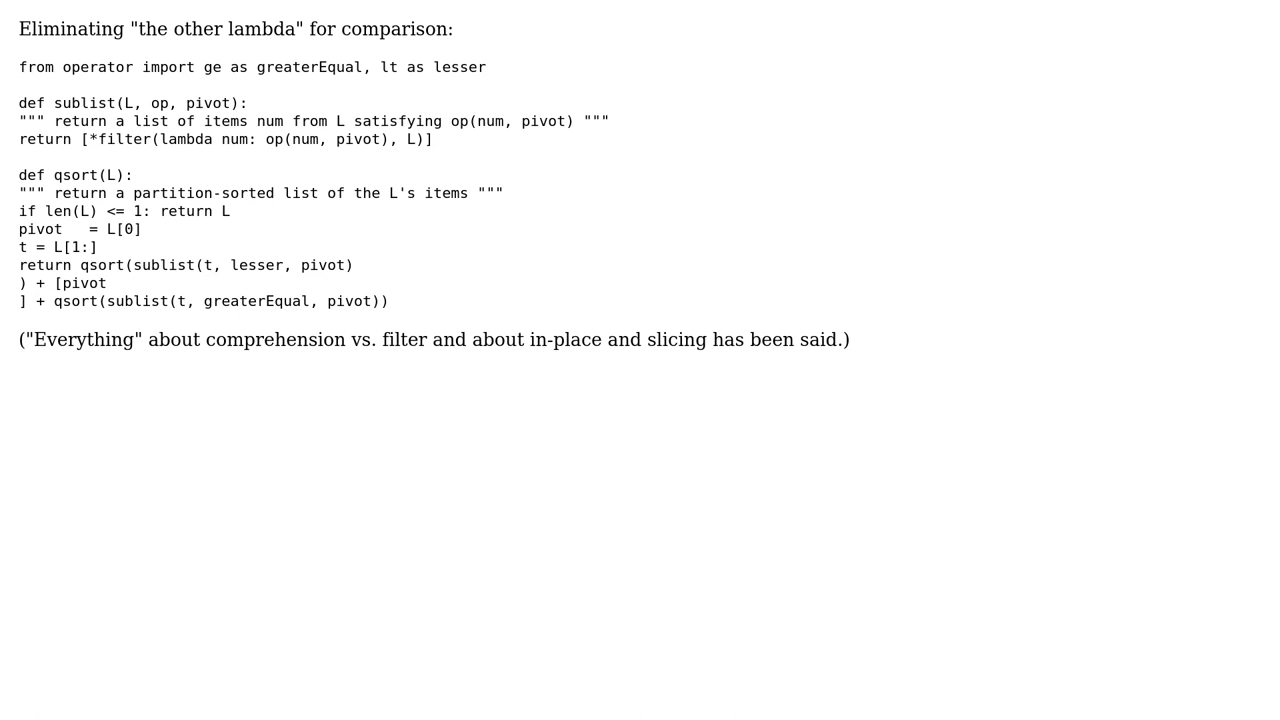 Eliminating "the other lambda" for comparison:
from operator import ge as greaterEqual, lt as lesser
def sublist(L, op, pivot):
""" return a list of items num from L satisfying op(num, pivot) """
return [*filter(lambda num: op(num, pivot), L)]
def qsort(L):
""" return a partition-sorted list of the L's items """
if len(L) <= 1: return L
pivot   = L[0]
t = L[1:]
return qsort(sublist(t, lesser, pivot)
) + [pivot
] + qsort(sublist(t, greaterEqual, pivot))
("Everything" about comprehension vs. filter and about in-place and slicing has been said.)